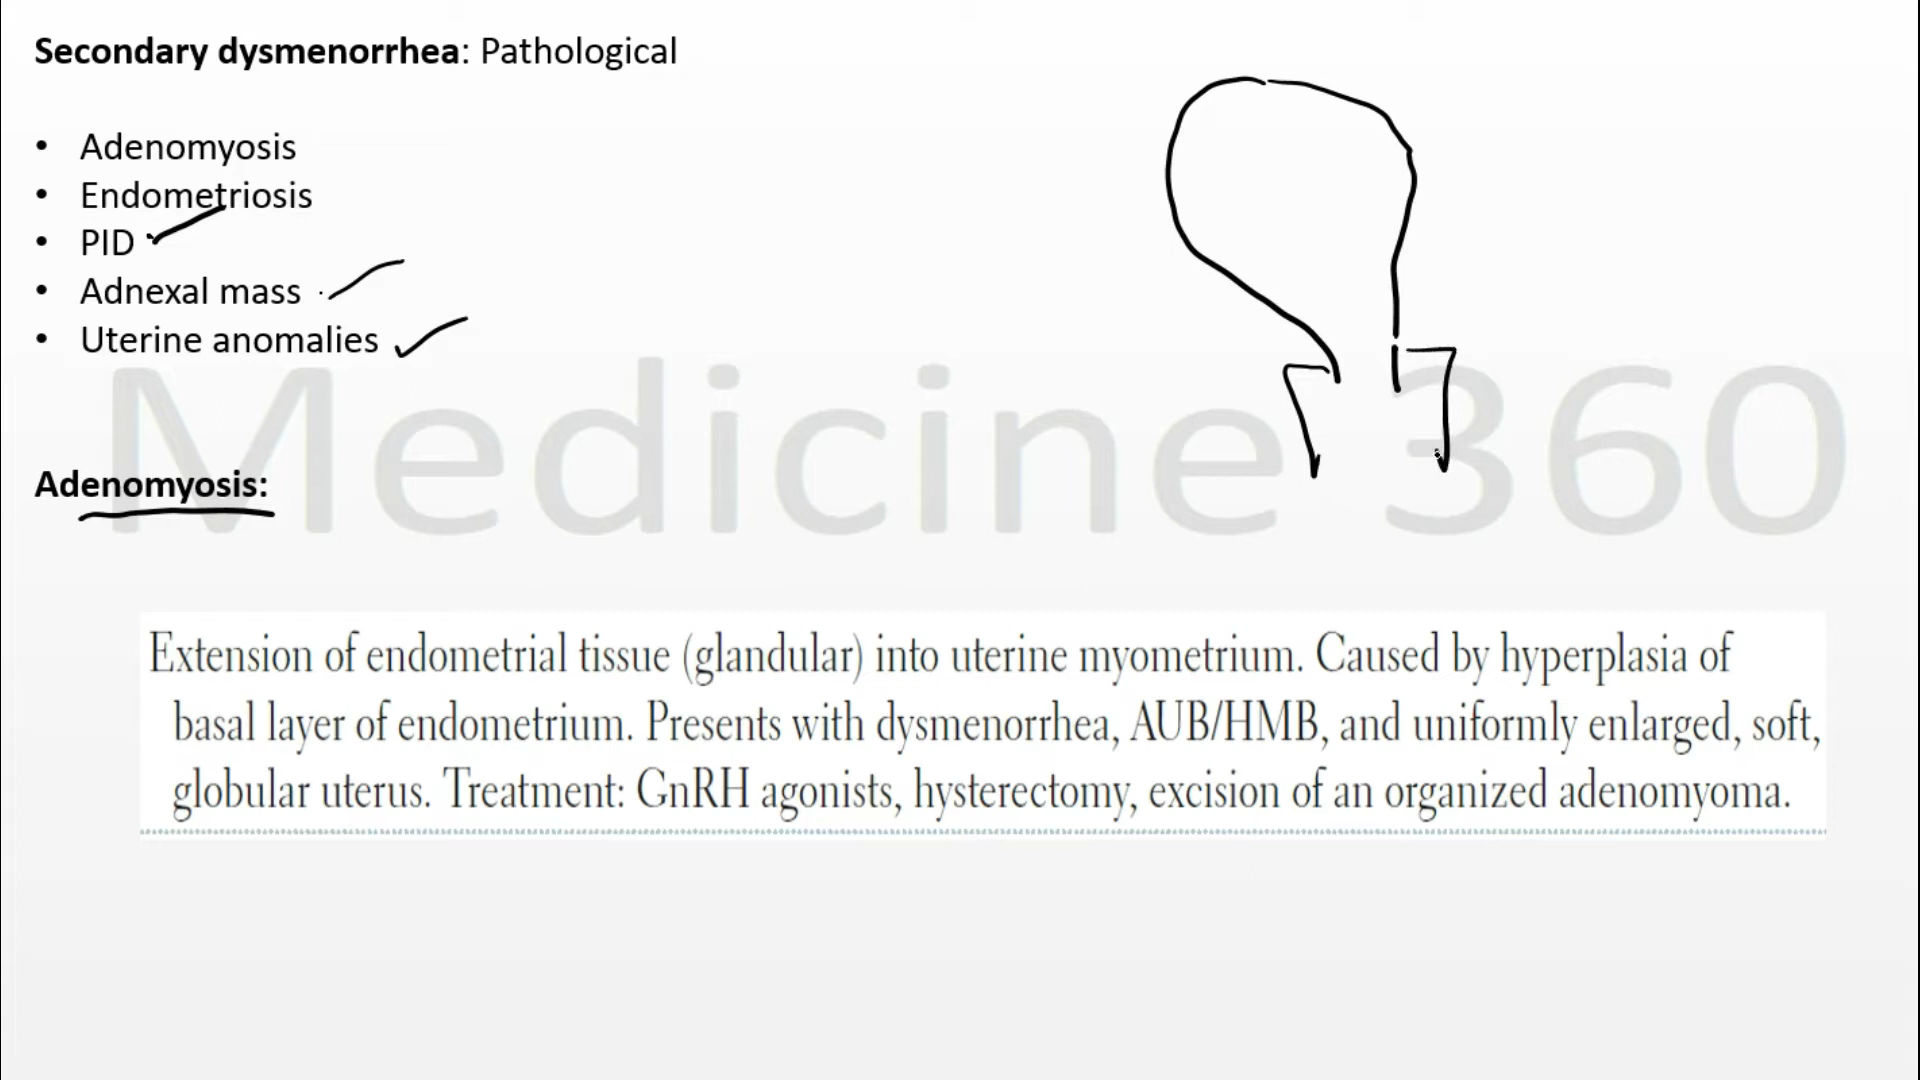 Secondary dysmenorrhea: Pathological
• Adenomyosis
• Endometriosis
• PID
• Adnexal mass
• Uterine anomalies
Medicine 360
Adenomyosis:
Extension of endometrial tissue (glandular) into uterine myometrium. Caused by hyperplasia of
basal layer of endometrium. Presents with dysmenorrhea, AUB/HMB, and uniformly enlarged, soft,
globular uterus. Treatment: GnRH agonists, hysterectomy, excision of an organized adenomyoma.